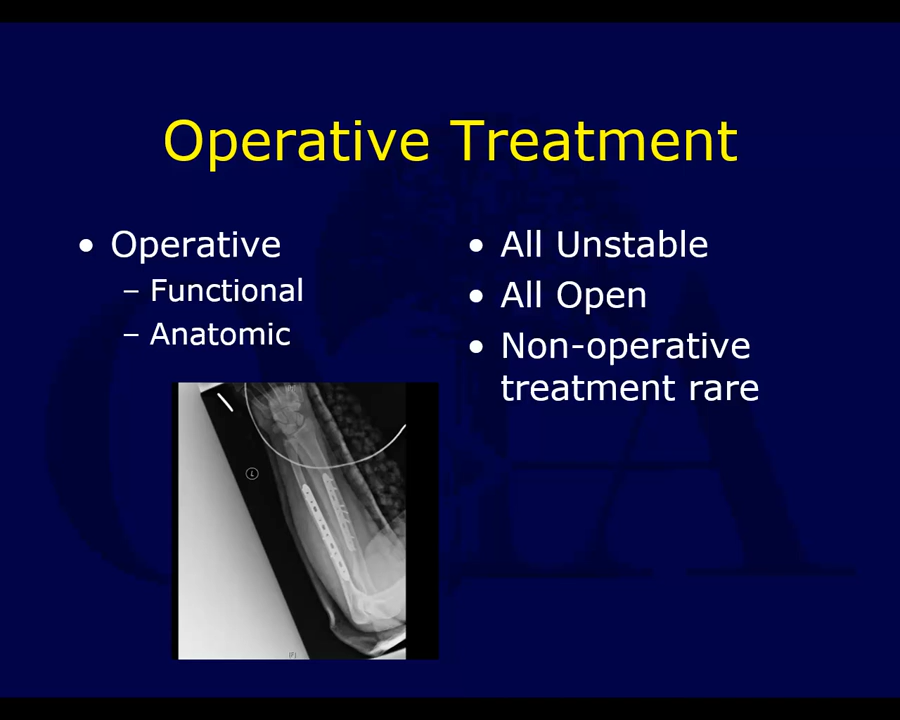 Operative Treatment
• Operative
– Functional
– Anatomic
• All Unstable
• All Open
• Non-operative
treatment rare
L